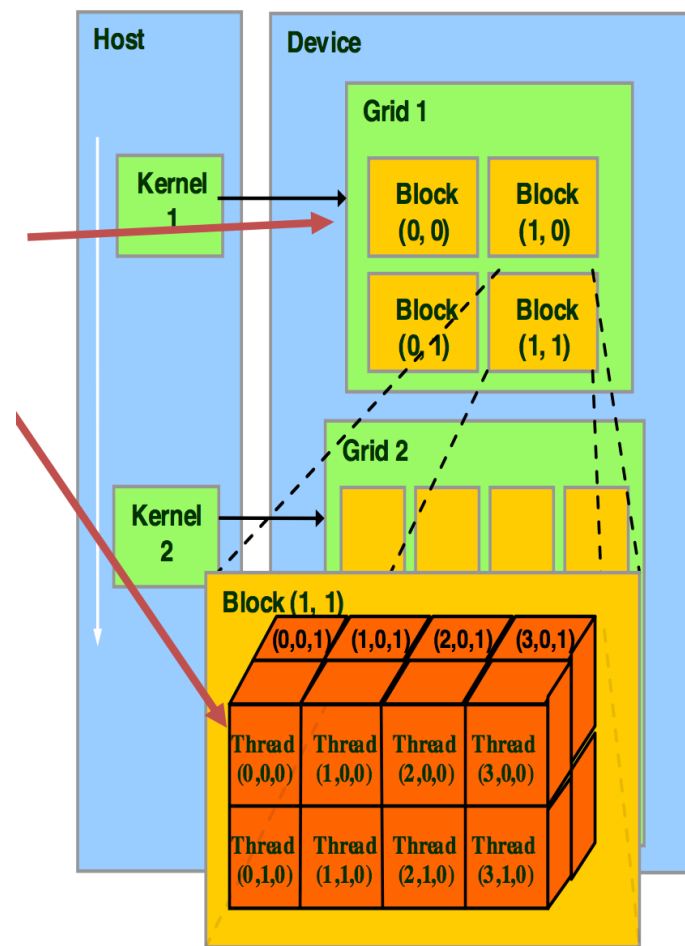 Host
Device
Grid 1
Kernel
1
Block
(0, 0)
Block
(1, 0)
Block
(0, 1)
Block
(1, 1)
Grid 2
Kernel
2
Block (1, 1)
(0,0,1) (1,0,1) (2,0,1) (3,0,1)
Thread
(0,0,0)
Thread
(1,0,0)
Thread
(2,0,0)
Thread
(3,0,0)
Thread
(0,1,0)
Thread
(1,1,0)
Thread
(2,1,0)
Thread
(3,1,0)